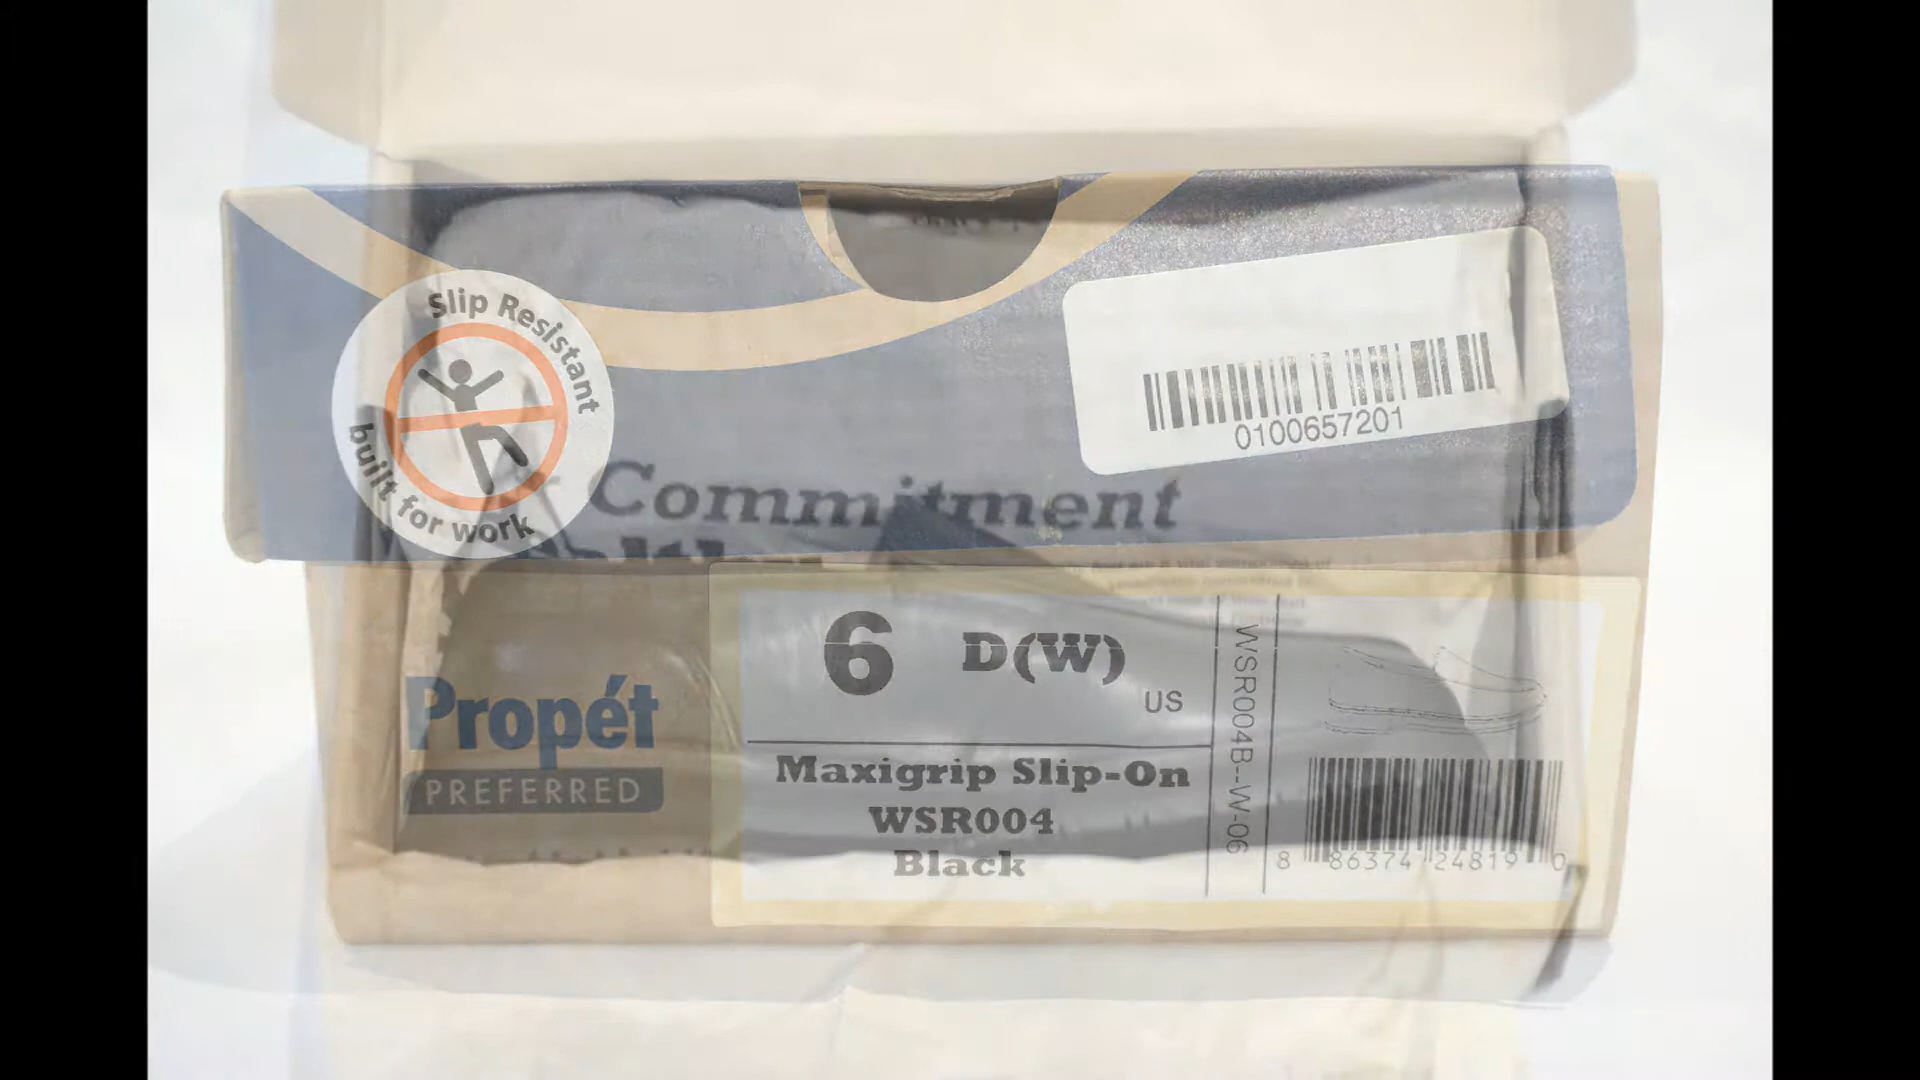 Slip Resistant
built for work
0100657201
Commitment
6 D(W) US
Propét
PREFERRED
Maxigrip Slip-On
WSR004
Black
WSR004B--W-06
8 86374 24819 0